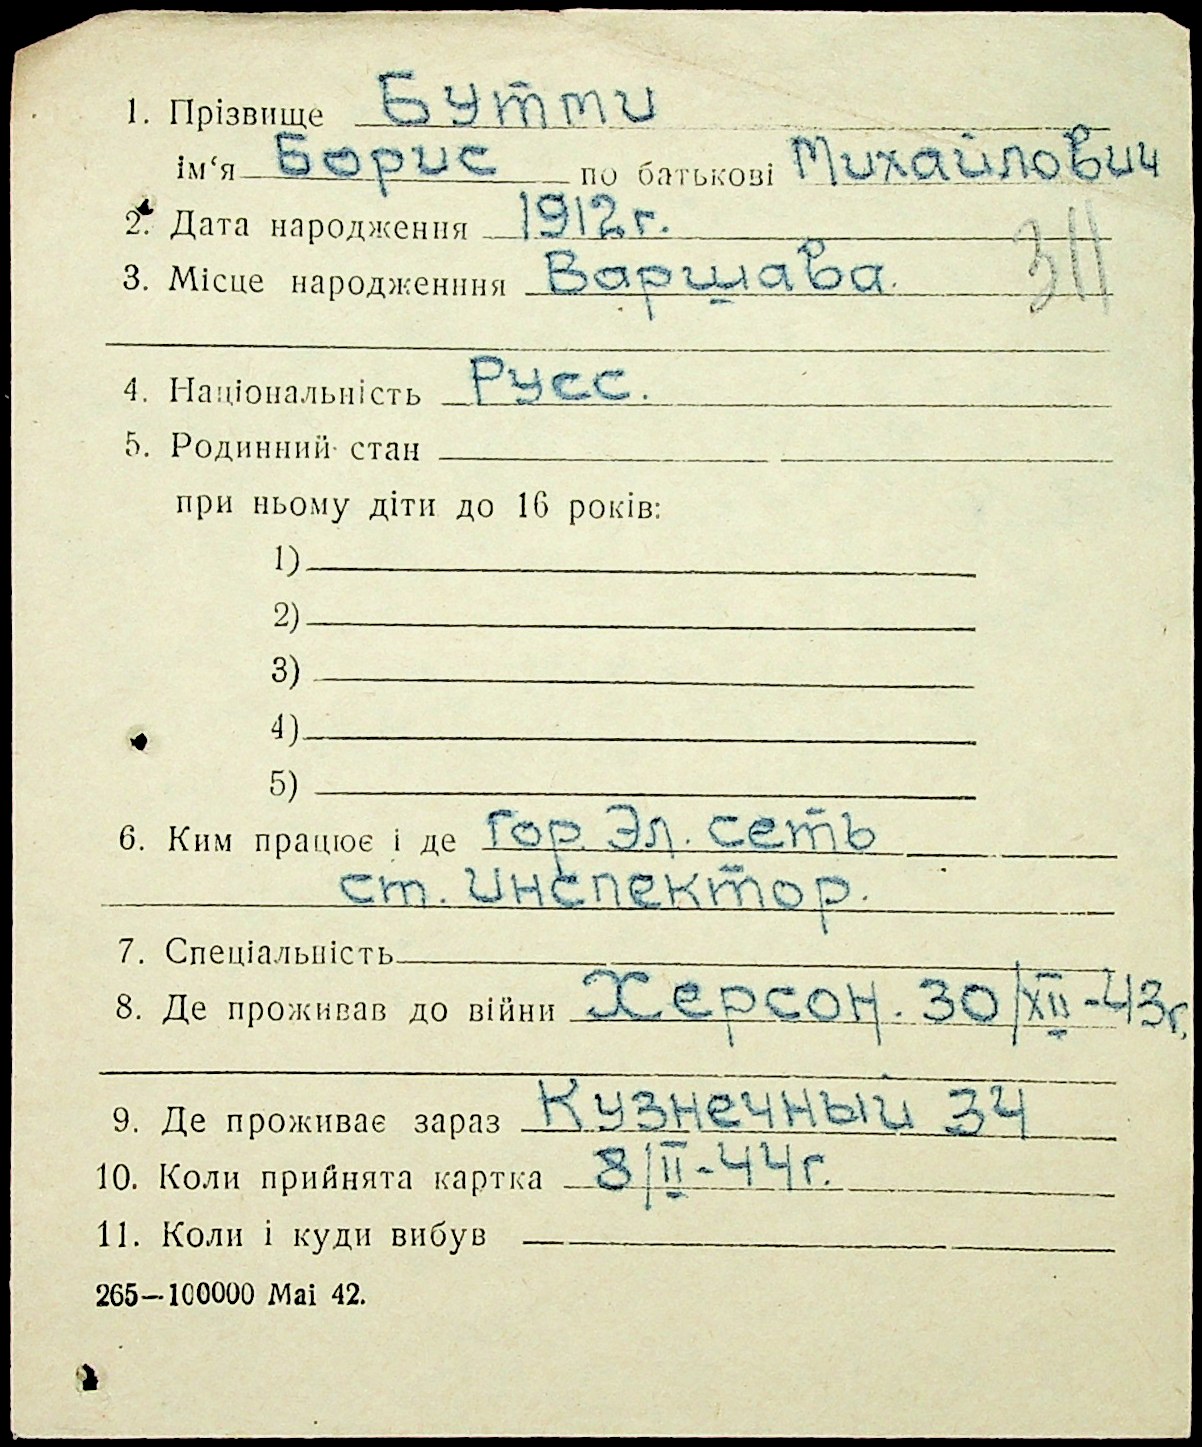 1. Прізвище Бутти
ім‘я Борис по батькові Михайлович
2. Дата народження 1912 г.
3. Місце народженння Варшава. 311
4. Національність Русс.
5. Родинний стан
при ньому діти до 16 років:
1)
2)
3)
4)
5)
6. Ким працює і де Гор. Эл. сеть
ст. инспектор.
7. Спеціальність
8. Де проживав до війни Херсон. 30/XII-43г.
9. Де проживає зараз Кузнечный 34
10. Коли прийнята картка 8/II-44г.
11. Коли і куди вибув
265—100000 Mai 42.